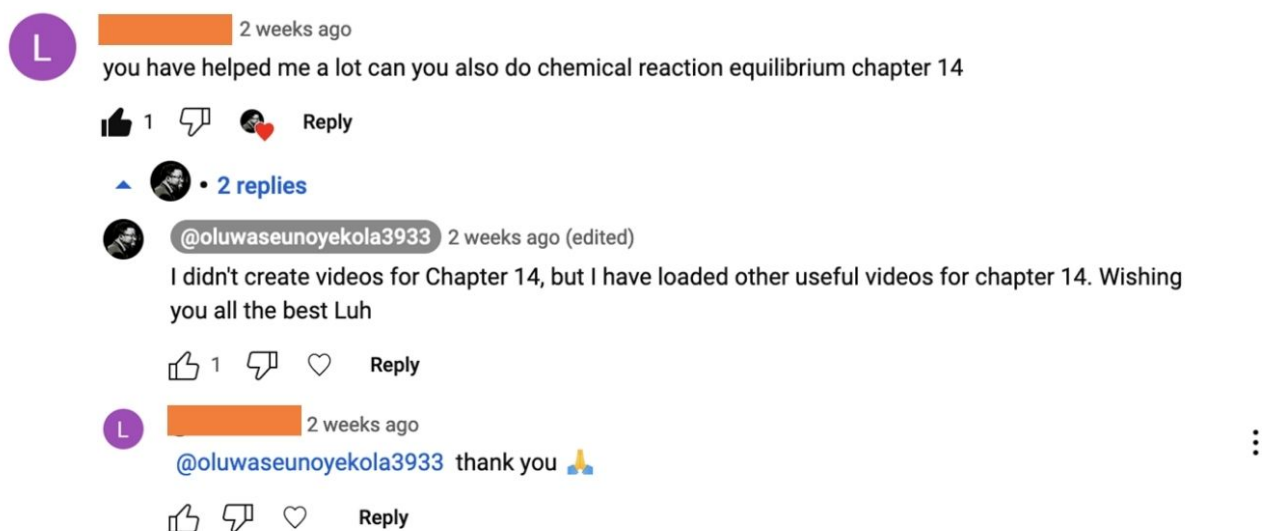 L
2 weeks ago
you have helped me a lot can you also do chemical reaction equilibrium chapter 14
1
Reply
• 2 replies
@oluwaseunoyekola3933 2 weeks ago (edited)
I didn't create videos for Chapter 14, but I have loaded other useful videos for chapter 14. Wishing
you all the best Luh
1 Reply
L
2 weeks ago
@oluwaseunoyekola3933 thank you 🙏
Reply